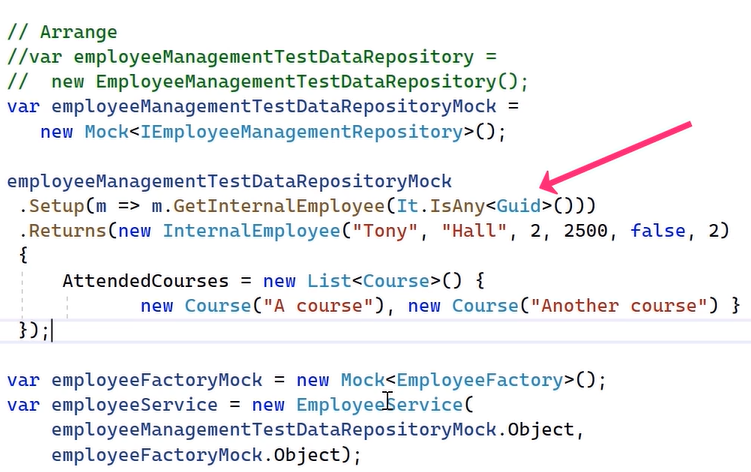 // Arrange
//var employeeManagementTestDataRepository =
//  new EmployeeManagementTestDataRepository();
var employeeManagementTestDataRepositoryMock =
   new Mock<IEmployeeManagementRepository>();

employeeManagementTestDataRepositoryMock
 .Setup(m => m.GetInternalEmployee(It.IsAny<Guid>()))
 .Returns(new InternalEmployee("Tony", "Hall", 2, 2500, false, 2)
 {
     AttendedCourses = new List<Course>() {
            new Course("A course"), new Course("Another course") }
 });

var employeeFactoryMock = new Mock<EmployeeFactory>();
var employeeService = new EmployeeService(
    employeeManagementTestDataRepositoryMock.Object,
    employeeFactoryMock.Object);